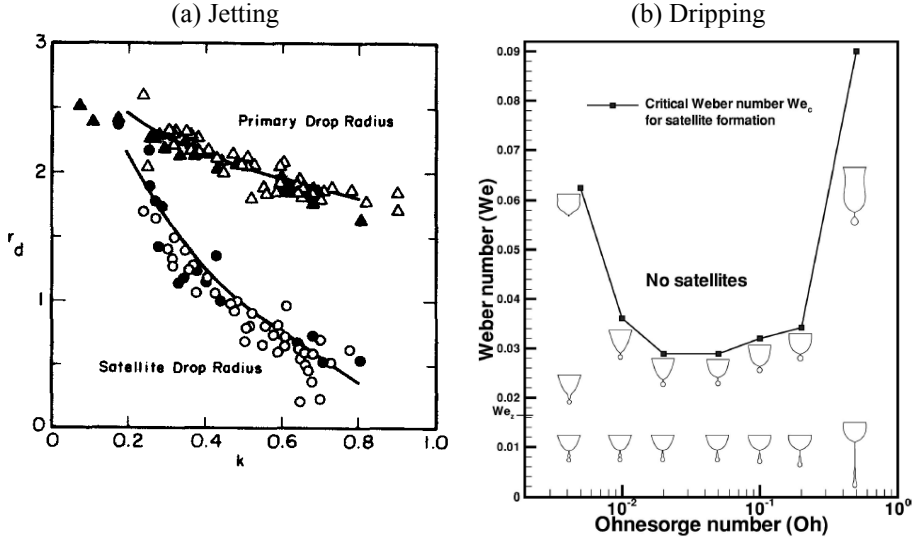 (a) Jetting
3
2
1
0
r_d
Primary Drop Radius
Satellite Drop Radius
0
0.2
0.4
0.6
0.8
1.0
k
(b) Dripping
0.09
0.08
0.07
0.06
0.05
0.04
0.03
0.02
We_z
0.01
0
Weber number (We)
Critical Weber number We_c
for satellite formation
No satellites
10^-2
10^-1
10^0
Ohnesorge number (Oh)